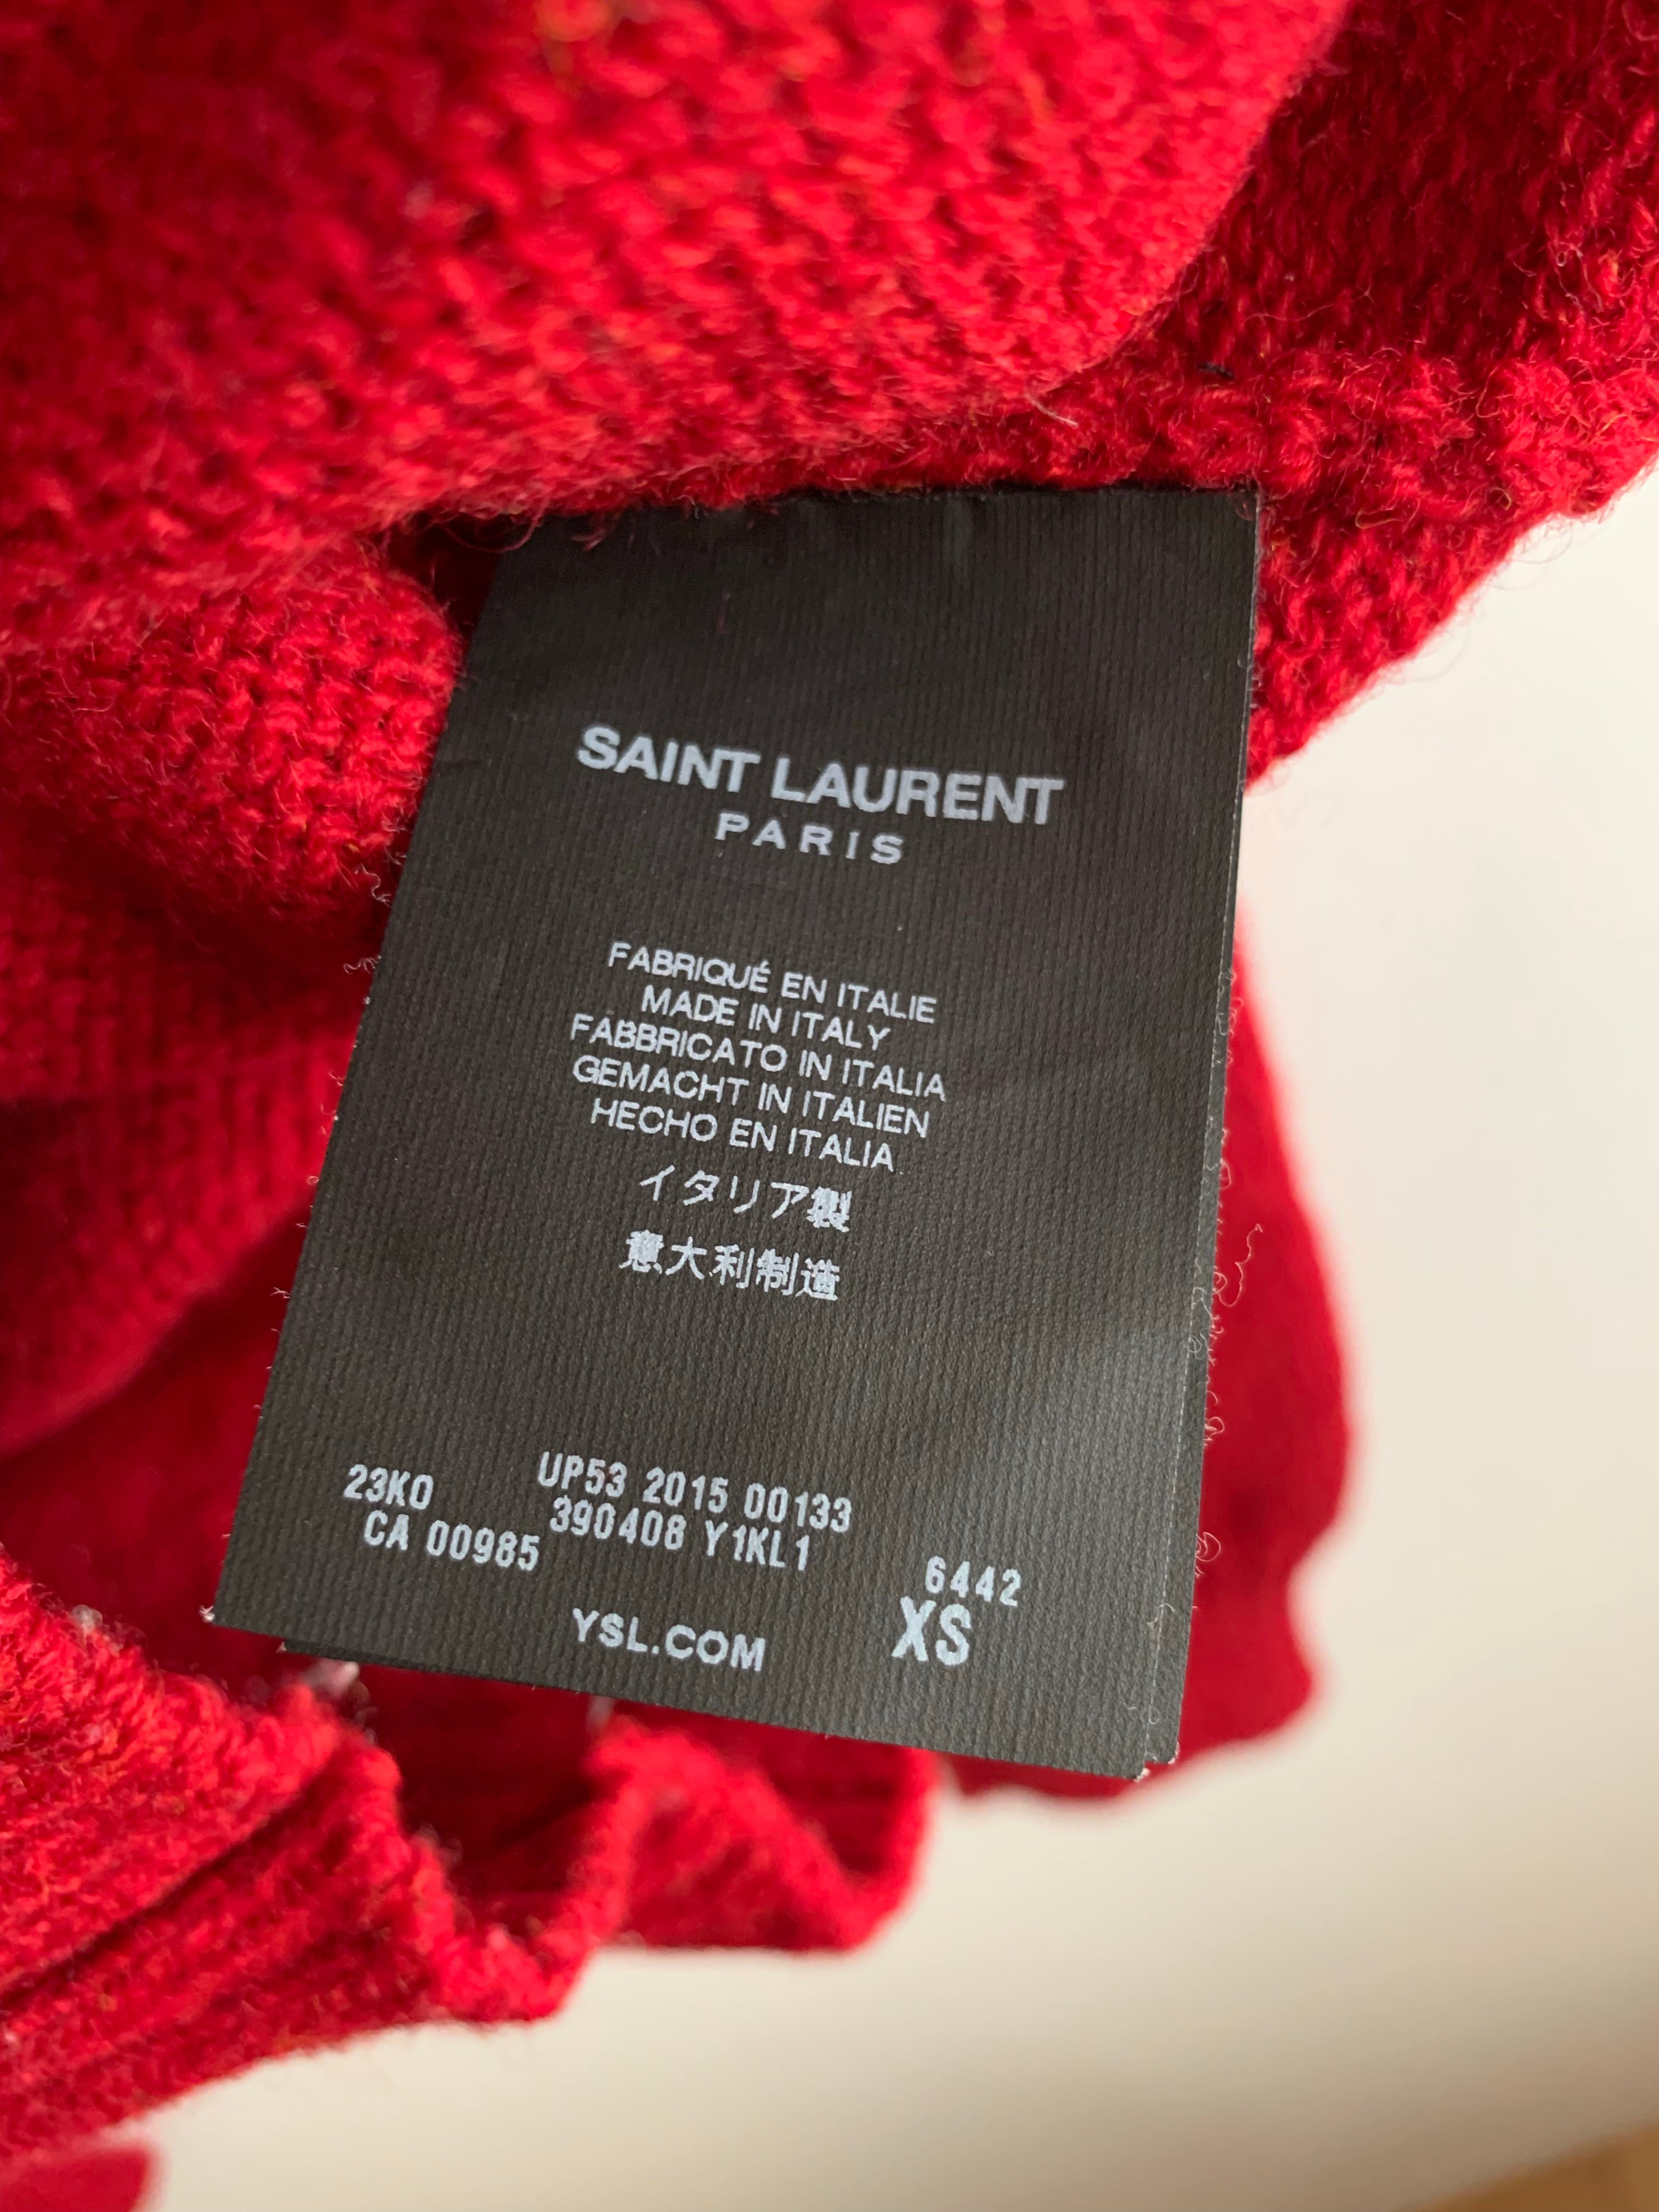 SAINT LAURENT
PARIS
FABRIQUÉ EN ITALIE
MADE IN ITALY
FABBRICATO IN ITALIA
GEMACHT IN ITALIEN
HECHO EN ITALIA
イタリア製
意大利制造
23KO UP53 2015 00133
CA 00985 390408 Y1KL1 6442
YSL.COM XS